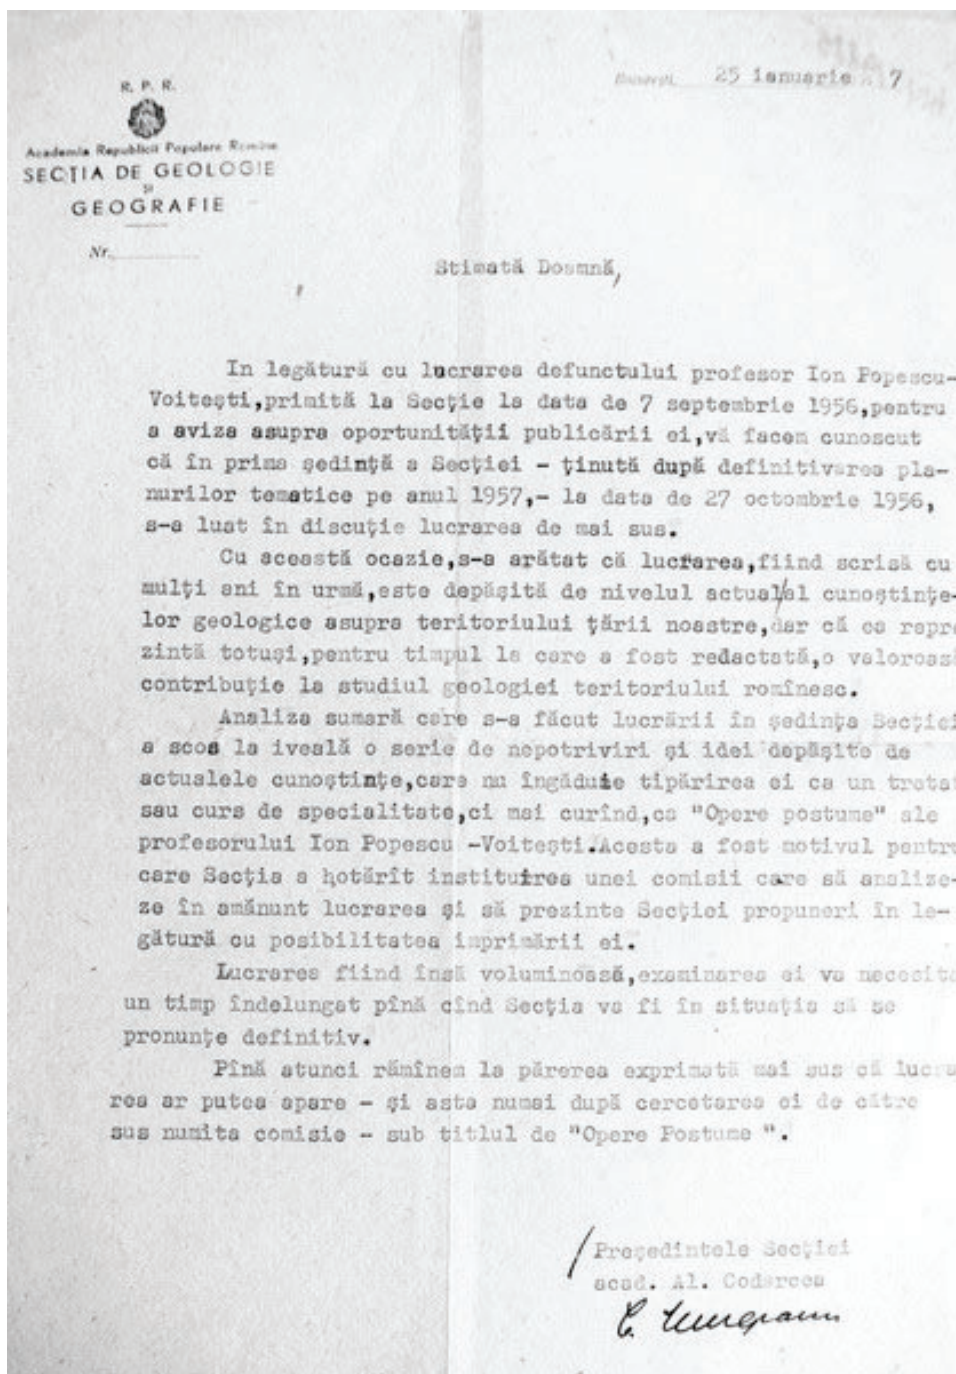 R. P. R.
Academia Republicii Populare Romîne
SECȚIA DE GEOLOGIE
ȘI
GEOGRAFIE
Nr.
București, 25 ianuarie 7
Stimată Doamnă,
In legătură cu lucrarea defunctului profesor Ion Popescu-
Voitești,primită la Secție la data de 7 septembrie 1956,pentru
a aviza asupra oportunității publicării ei,vă facem cunoscut
că în prima ședință a Secției - ținută după definitivarea pla-
nurilor tematice pe anul 1957,- la data de 27 octombrie 1956,
s-a luat în discuție lucrarea de mai sus.
Cu această ocazie,s-a arătat că lucrarea,fiind scrisă cu
mulți ani în urmă,este depășită de nivelul actual/al cunoștințe-
lor geologice asupra teritoriului țării noastre,dar că ea repre
zintă totuși,pentru timpul la care a fost redactată,o valoroasă
contribuție la studiul geologiei teritoriului romînesc.
Analiza sumară care s-a făcut lucrării în ședința Secției
a scos la iveală o serie de nepotriviri și idei depășite de
actualele cunoștințe,care nu îngăduie tipărirea ei ca un tratat
sau curs de specialitate,ci mai curînd,ca "Opere postume" ale
profesorului Ion Popescu -Voitești.Acesta a fost motivul pentru
care Secția a hotărît instituirea unei comisii care să analize-
ze în amănunt lucrarea și să prezinte Secției propuneri în le-
gătură cu posibilitatea imprimării ei.
Lucrarea fiind însă voluminoasă,examinarea ei va necesita
un timp îndelungat pînă cînd Secția va fi în situația să se
pronunțe definitiv.
Pînă atunci rămînem la părerea exprimată mai sus că lucra
rea ar putea apare - și asta numai după cercetarea ei de către
sus numita comisie - sub titlul de "Opere Postume ".
Președintele Secției
acad. Al. Codarcea